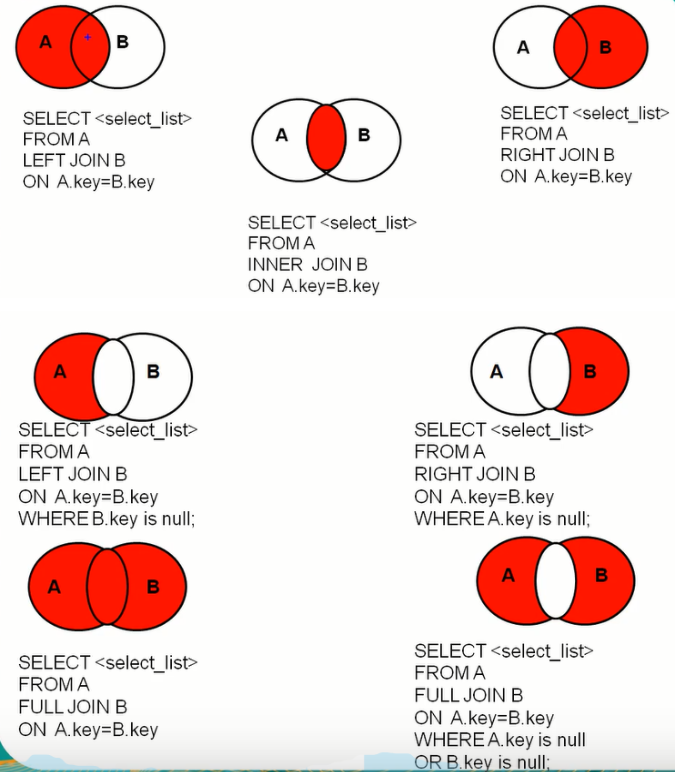 A B
SELECT <select_list>
FROM A
LEFT JOIN B
ON A.key=B.key
A B
SELECT <select_list>
FROM A
INNER JOIN B
ON A.key=B.key
A B
SELECT <select_list>
FROM A
RIGHT JOIN B
ON A.key=B.key
A B
SELECT <select_list>
FROM A
LEFT JOIN B
ON A.key=B.key
WHERE B.key is null;
A B
SELECT <select_list>
FROM A
RIGHT JOIN B
ON A.key=B.key
WHERE A.key is null;
A B
SELECT <select_list>
FROM A
FULL JOIN B
ON A.key=B.key
A B
SELECT <select_list>
FROM A
FULL JOIN B
ON A.key=B.key
WHERE A.key is null
OR B.key is null;